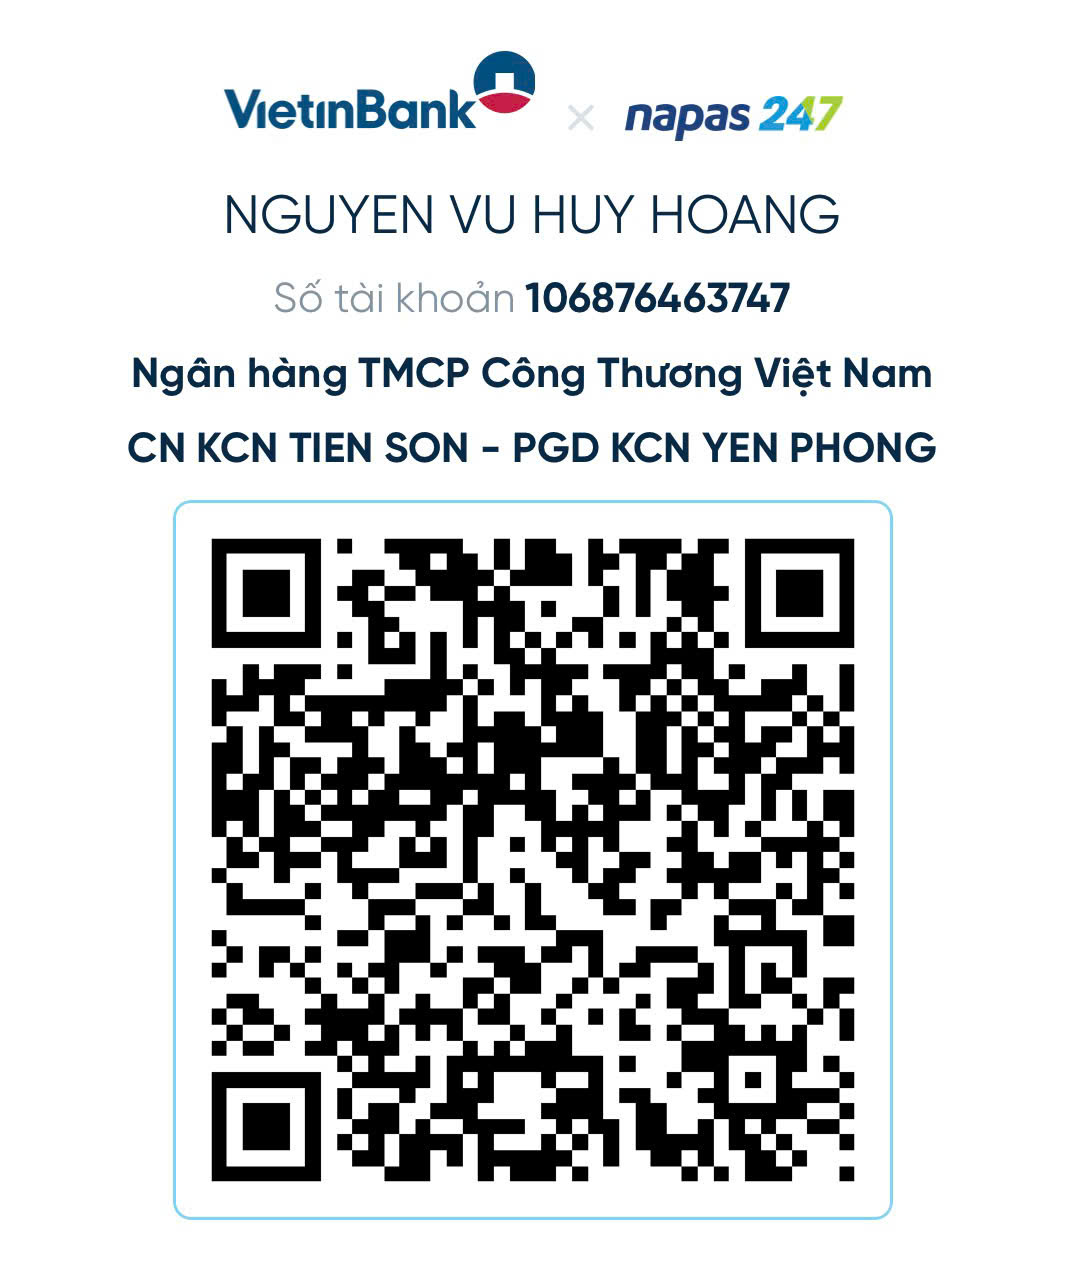 VietinBank × napas 247
NGUYEN VU HUY HOANG
Số tài khoản 106876463747
Ngân hàng TMCP Công Thương Việt Nam
CN KCN TIEN SON - PGD KCN YEN PHONG